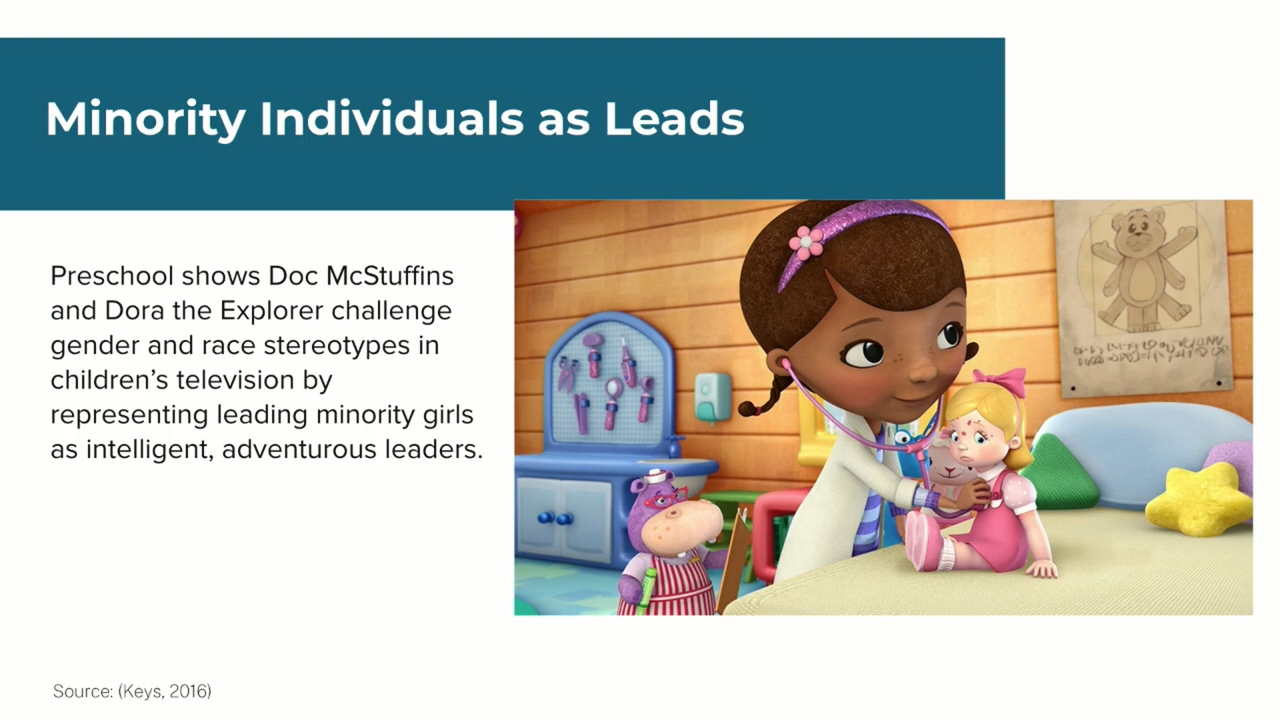 Minority Individuals as Leads
Preschool shows Doc McStuffins
and Dora the Explorer challenge
gender and race stereotypes in
children’s television by
representing leading minority girls
as intelligent, adventurous leaders.
Source: (Keys, 2016)